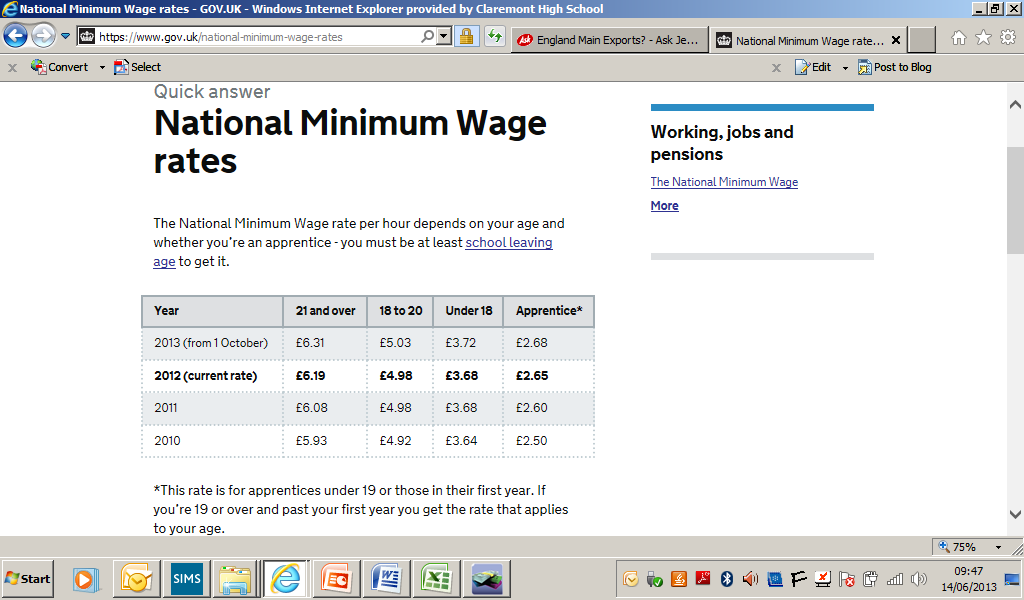 National Minimum Wage rates - GOV.UK - Windows Internet Explorer provided by Claremont High School
https://www.gov.uk/national-minimum-wage-rates
England Main Exports? - Ask Je...
National Minimum Wage rate...
Convert Select
Edit Post to Blog
Quick answer
National Minimum Wage
rates
The National Minimum Wage rate per hour depends on your age and
whether you're an apprentice - you must be at least school leaving
age to get it.
Year 21 and over 18 to 20 Under 18 Apprentice*
2013 (from 1 October) £6.31 £5.03 £3.72 £2.68
2012 (current rate) £6.19 £4.98 £3.68 £2.65
2011 £6.08 £4.98 £3.68 £2.60
2010 £5.93 £4.92 £3.64 £2.50
*This rate is for apprentices under 19 or those in their first year. If
you're 19 or over and past your first year you get the rate that applies
to your age.
Working, jobs and
pensions
The National Minimum Wage
More
75%
Start
SIMS
09:47
14/06/2013